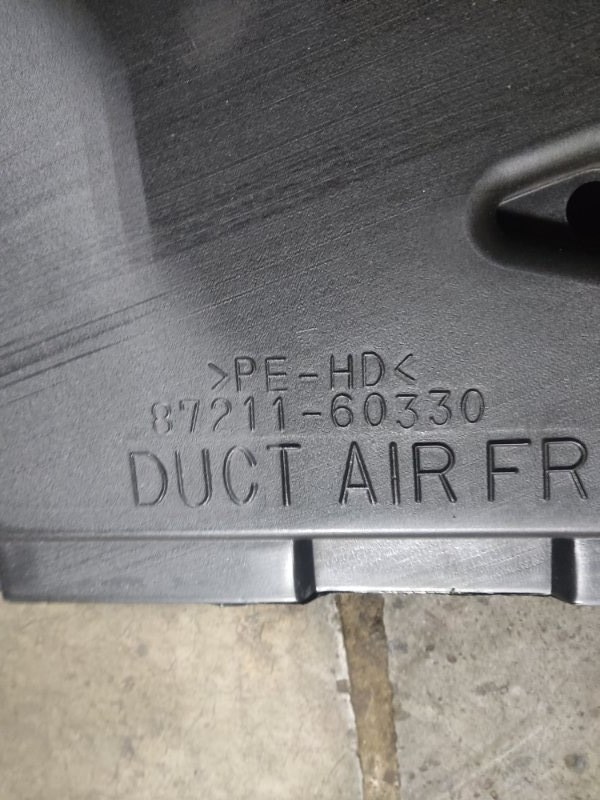 >PE-HD<
87211-60330
DUCT AIR FR